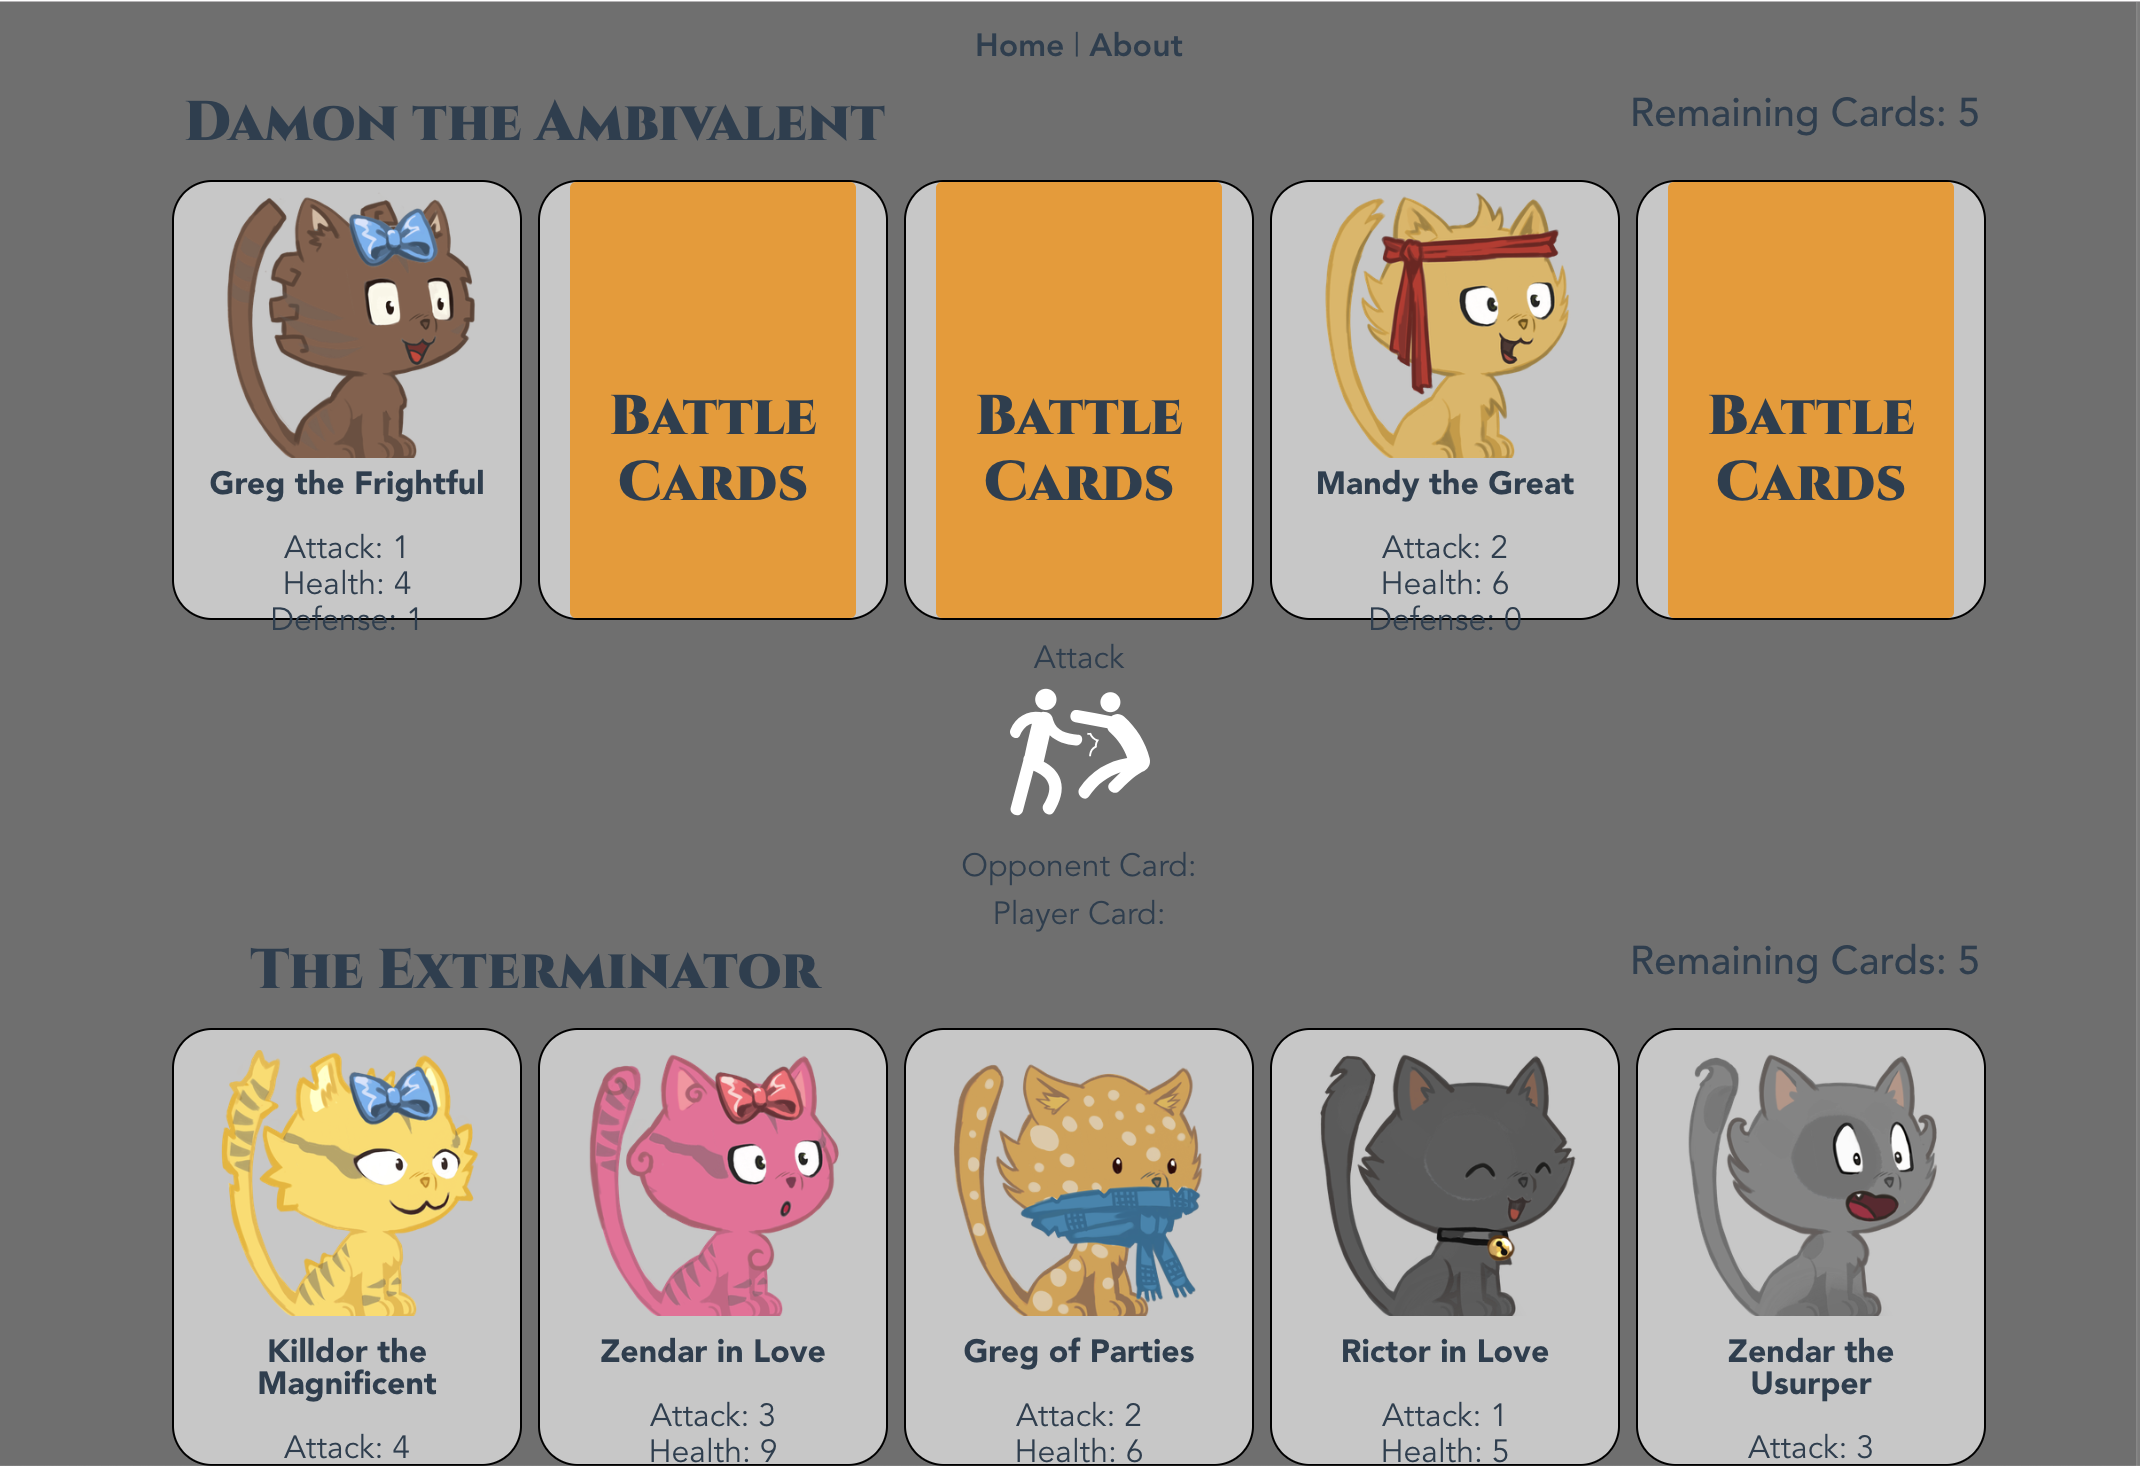 Home | About
Damon the Ambivalent
Remaining Cards: 5
Greg the Frightful
Attack: 1
Health: 4
Defense: 1
Battle
Cards
Battle
Cards
Mandy the Great
Attack: 2
Health: 6
Defense: 0
Battle
Cards
Attack
Opponent Card:
Player Card:
The Exterminator
Remaining Cards: 5
Killdor the
Magnificent
Attack: 4
Zendar in Love
Attack: 3
Health: 9
Greg of Parties
Attack: 2
Health: 6
Rictor in Love
Attack: 1
Health: 5
Zendar the
Usurper
Attack: 3